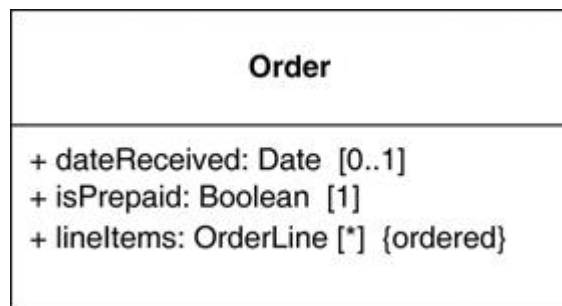 Order
+ dateReceived: Date [0..1]
+ isPrepaid: Boolean [1]
+ lineItems: OrderLine [*] {ordered}